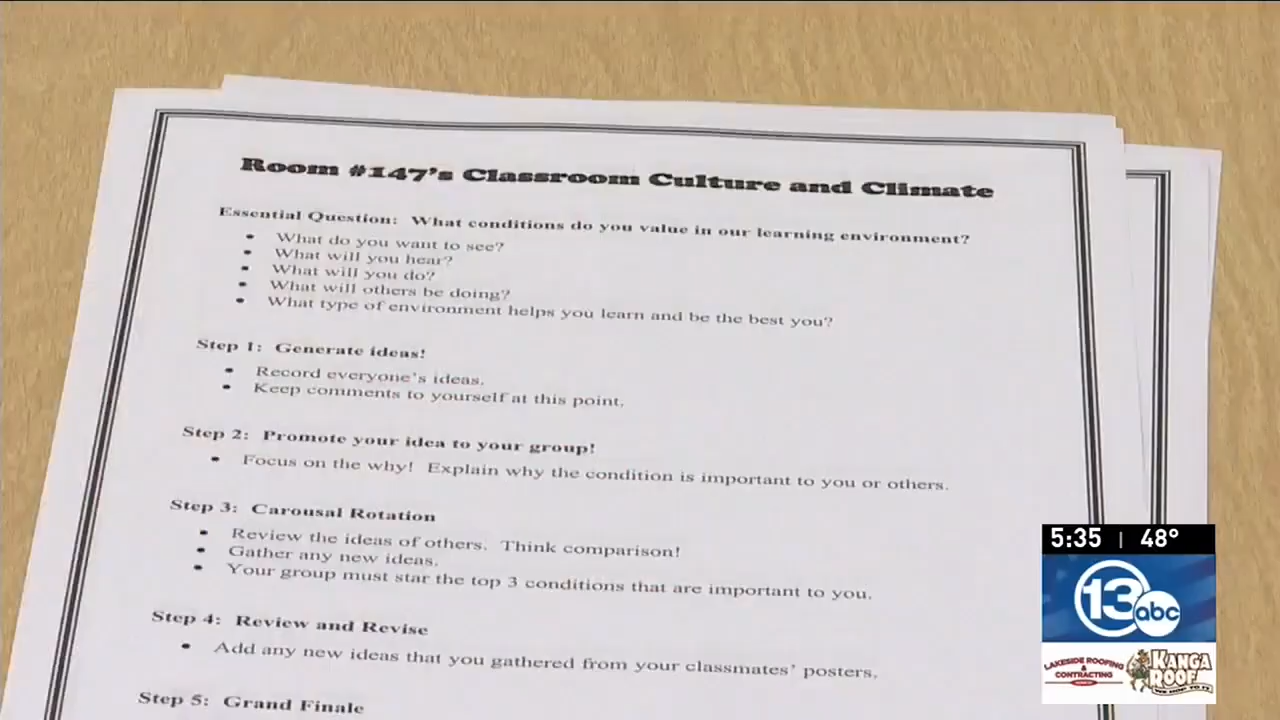 Room #147's Classroom Culture and Climate
Essential Question: What conditions do you value in our learning environment?
• What do you want to see?
• What will you hear?
• What will you do?
• What will others be doing?
• What type of environment helps you learn and be the best you?
Step 1: Generate ideas!
• Record everyone's ideas.
• Keep comments to yourself at this point.
Step 2: Promote your idea to your group!
• Focus on the why! Explain why the condition is important to you or others.
Step 3: Carousal Rotation
• Review the ideas of others. Think comparison!
• Gather any new ideas.
• Your group must star the top 3 conditions that are important to you.
Step 4: Review and Revise
• Add any new ideas that you gathered from your classmates' posters.
Step 5: Grand Finale
5:35 | 48°
13 abc
LAKESIDE ROOFING
& CONTRACTING
KANGA
ROOF
WE HOP TO IT